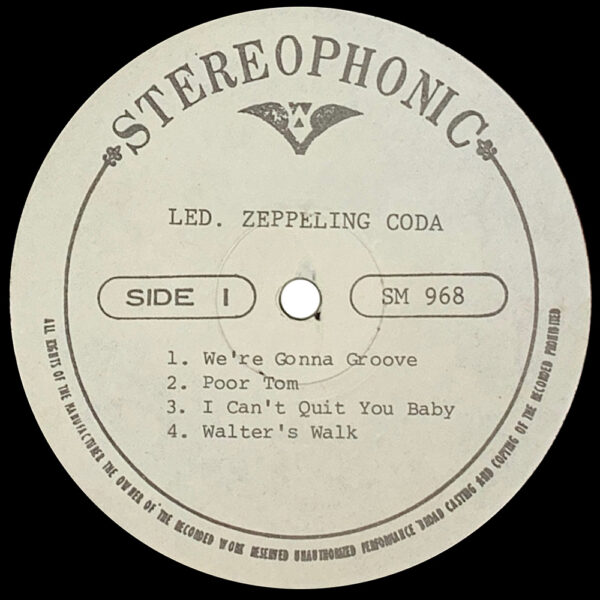 STEREOPHONIC
LED. ZEPPELING CODA
SIDE 1
SM 968
1. We're Gonna Groove
2. Poor Tom
3. I Can't Quit You Baby
4. Walter's Walk
ALL RIGHTS OF THE MANUFACTURER THE OWNER OF THE RECORDED WORK RESERVED UNAUTHORIZED PERFORMANCE BROAD CASTING AND COPYING OF THE RECORDED PROHIBITED